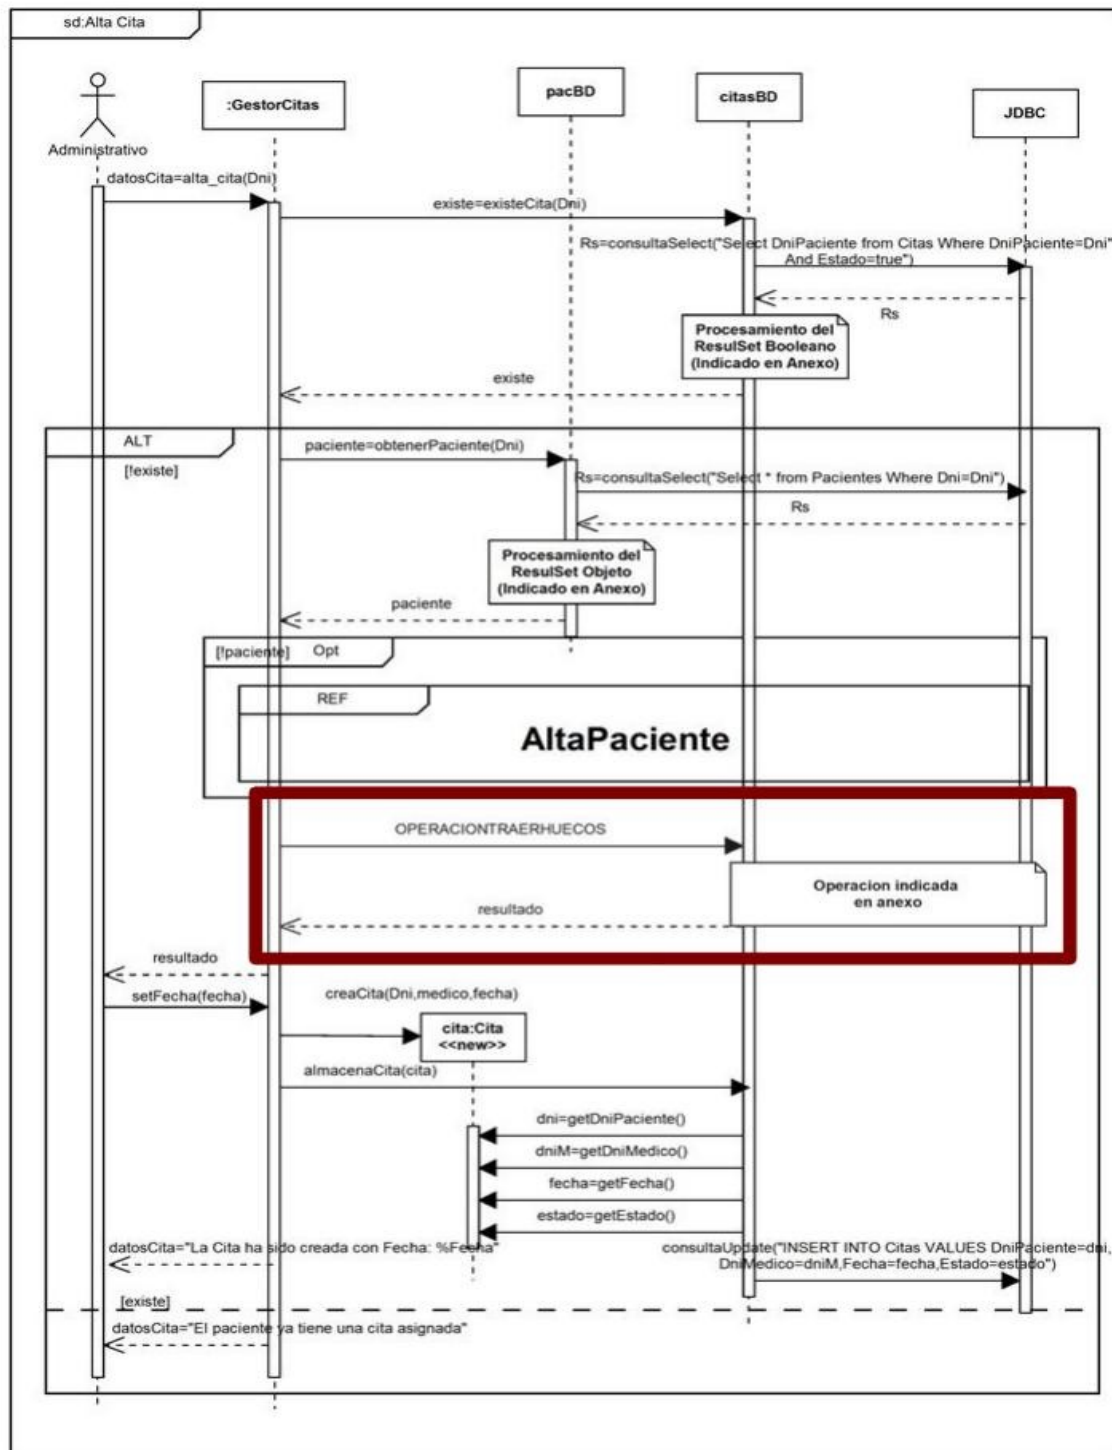 sd:Alta Cita
pacBD
citasBD
:GestorCitas
JDBC
Administrativo
datosCita=alta_cita(Dni)
existe=existeCita(Dni)
Rs=consultaSelect("Select DniPaciente from Citas Where DniPaciente=Dni"
And Estado=true")
Rs
Procesamiento del
ResulSet Booleano
(Indicado en Anexo)
existe
ALT
paciente=obtenerPaciente(Dni)
[!existe]
Rs=consultaSelect("Select * from Pacientes Where Dni=Dni")
Rs
Procesamiento del
ResulSet Objeto
(Indicado en Anexo)
paciente
[!paciente] Opt
REF
AltaPaciente
OPERACIONTRAERHUECOS
Operacion indicada
en anexo
resultado
resultado
setFecha(fecha)
creaCita(Dni,medico,fecha)
cita:Cita
<<new>>
almacenaCita(cita)
dni=getDniPaciente()
dniM=getDniMedico()
fecha=getFecha()
estado=getEstado()
datosCita="La Cita ha sido creada con Fecha: %Fecha"
consultaUpdate("INSERT INTO Citas VALUES DniPaciente=dni,
DniMedico=dniM,Fecha=fecha,Estado=estado")
[existe]
datosCita="El paciente ya tiene una cita asignada"